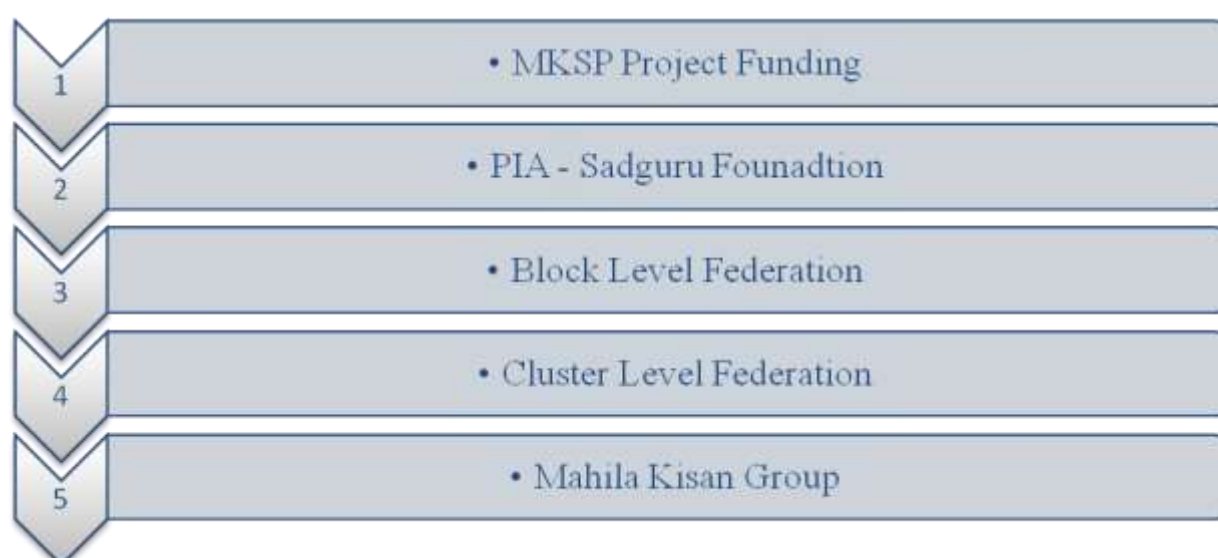 1
• MKSP Project Funding
2
• PIA - Sadguru Founadtion
3
• Block Level Federation
4
• Cluster Level Federation
5
• Mahila Kisan Group